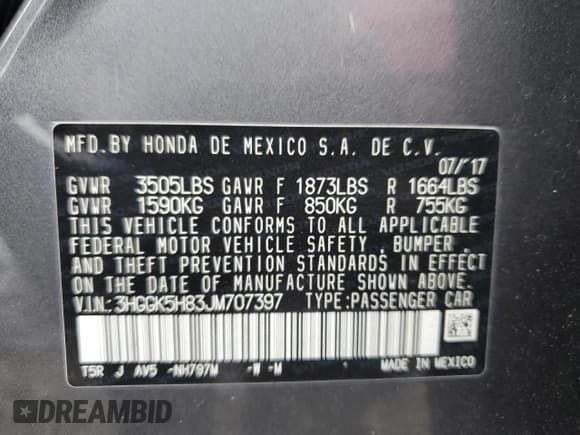 MFD.BY HONDA DE MEXICO S.A. DE C.V.
07/17
GVWR 3505LBS GAWR F 1873LBS R 1664LBS
GVWR 1590KG GAWR F 850KG R 755KG
THIS VEHICLE CONFORMS TO ALL APPLICABLE
FEDERAL MOTOR VEHICLE SAFETY, BUMPER,
AND THEFT PREVENTION STANDARDS IN EFFECT
ON THE DATE OF MANUFACTURE SHOWN ABOVE.
V.I.N.:3HGGK5H83JM707397 TYPE:PASSENGER CAR
T5R J AV5 -NH797M -W -M MADE IN MEXICO
DREAMBID